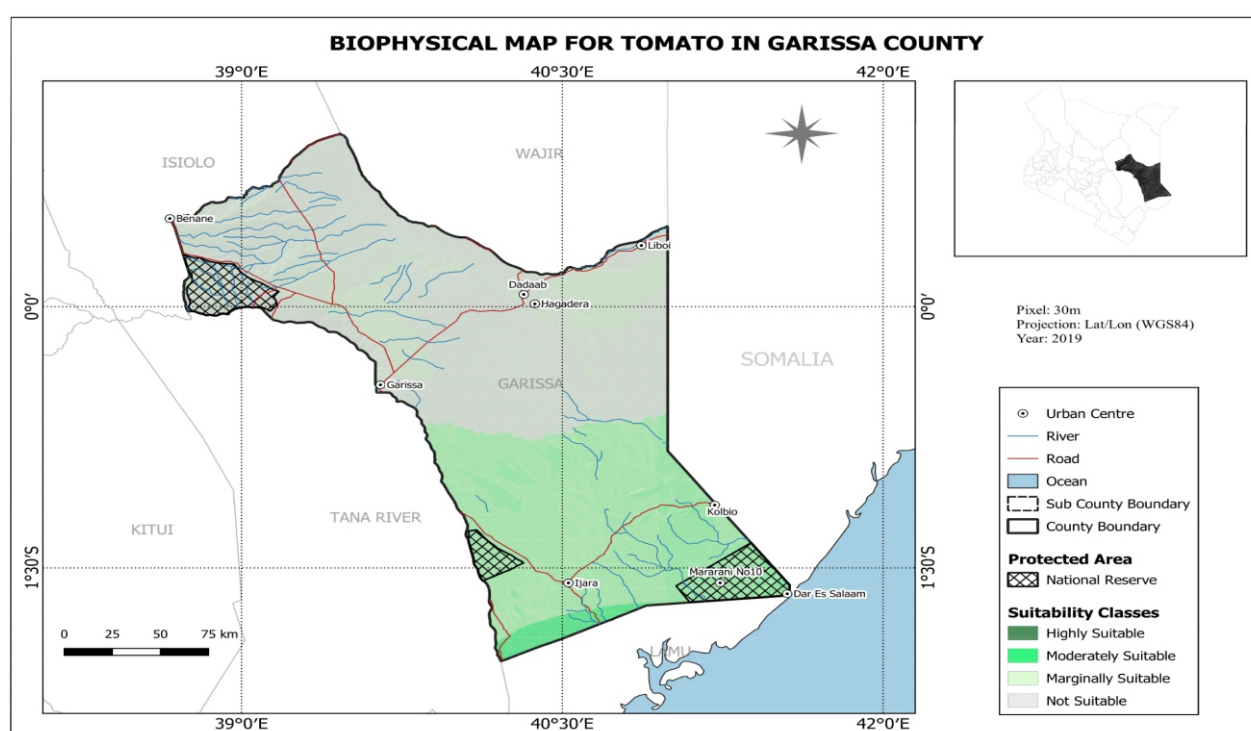 BIOPHYSICAL MAP FOR TOMATO IN GARISSA COUNTY
39°0'E
40°30'E
42°0'E
ISIOLO
WAJIR
Benane
Liboi
Dadaab
Hagadera
0°0'
0°0'
SOMALIA
Garissa
GARISSA
KITUI
TANA RIVER
Kolbio
1°30'S
1°30'S
Mararani No10
Ijara
Dar Es Salaam
LAMU
0 25 50 75 km
39°0'E
40°30'E
42°0'E
Pixel: 30m
Projection: Lat/Lon (WGS84)
Year: 2019
Urban Centre
River
Road
Ocean
Sub County Boundary
County Boundary
Protected Area
National Reserve
Suitability Classes
Highly Suitable
Moderately Suitable
Marginally Suitable
Not Suitable